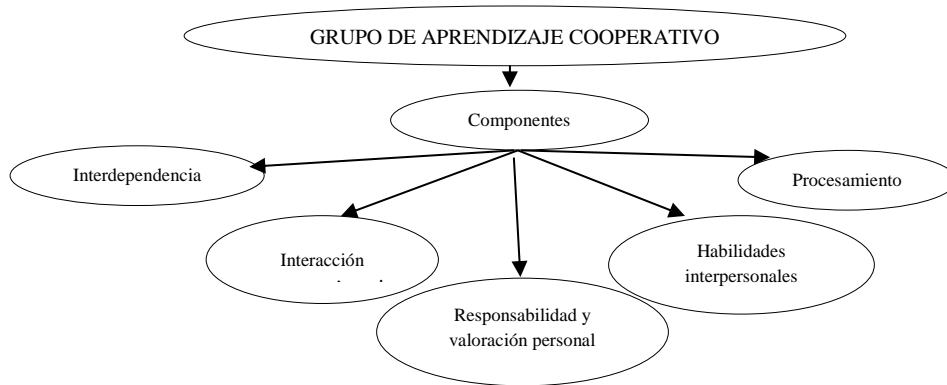 GRUPO DE APRENDIZAJE COOPERATIVO
Componentes
Interdependencia
Procesamiento
Interacción
Habilidades
interpersonales
Responsabilidad y
valoración personal